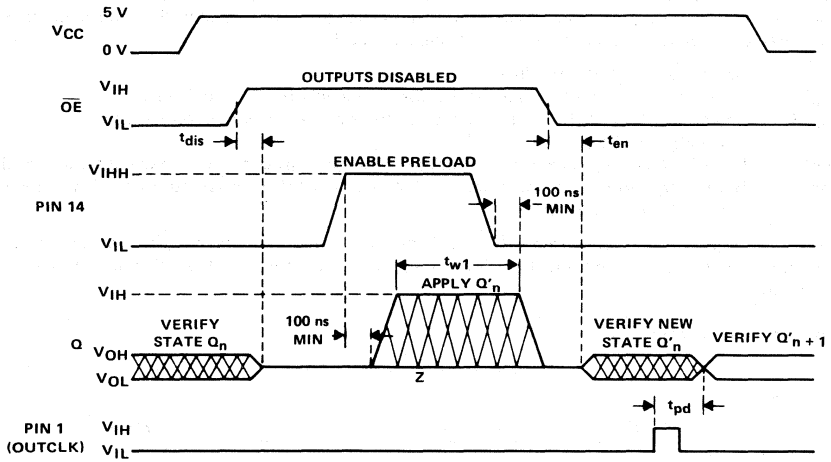 5 V
VCC
0 V
OUTPUTS DISABLED
VIH
OE
VIL
tdis
ten
ENABLE PRELOAD
VIHH
100 ns
MIN
PIN 14
VIL
tw1
APPLY Q'n
VIH
100 ns
MIN
VERIFY
STATE Qn
VERIFY NEW
STATE Q'n
VERIFY Q'n + 1
Q
VOH
VOL
Z
tpd
PIN 1
(OUTCLK)
VIH
VIL